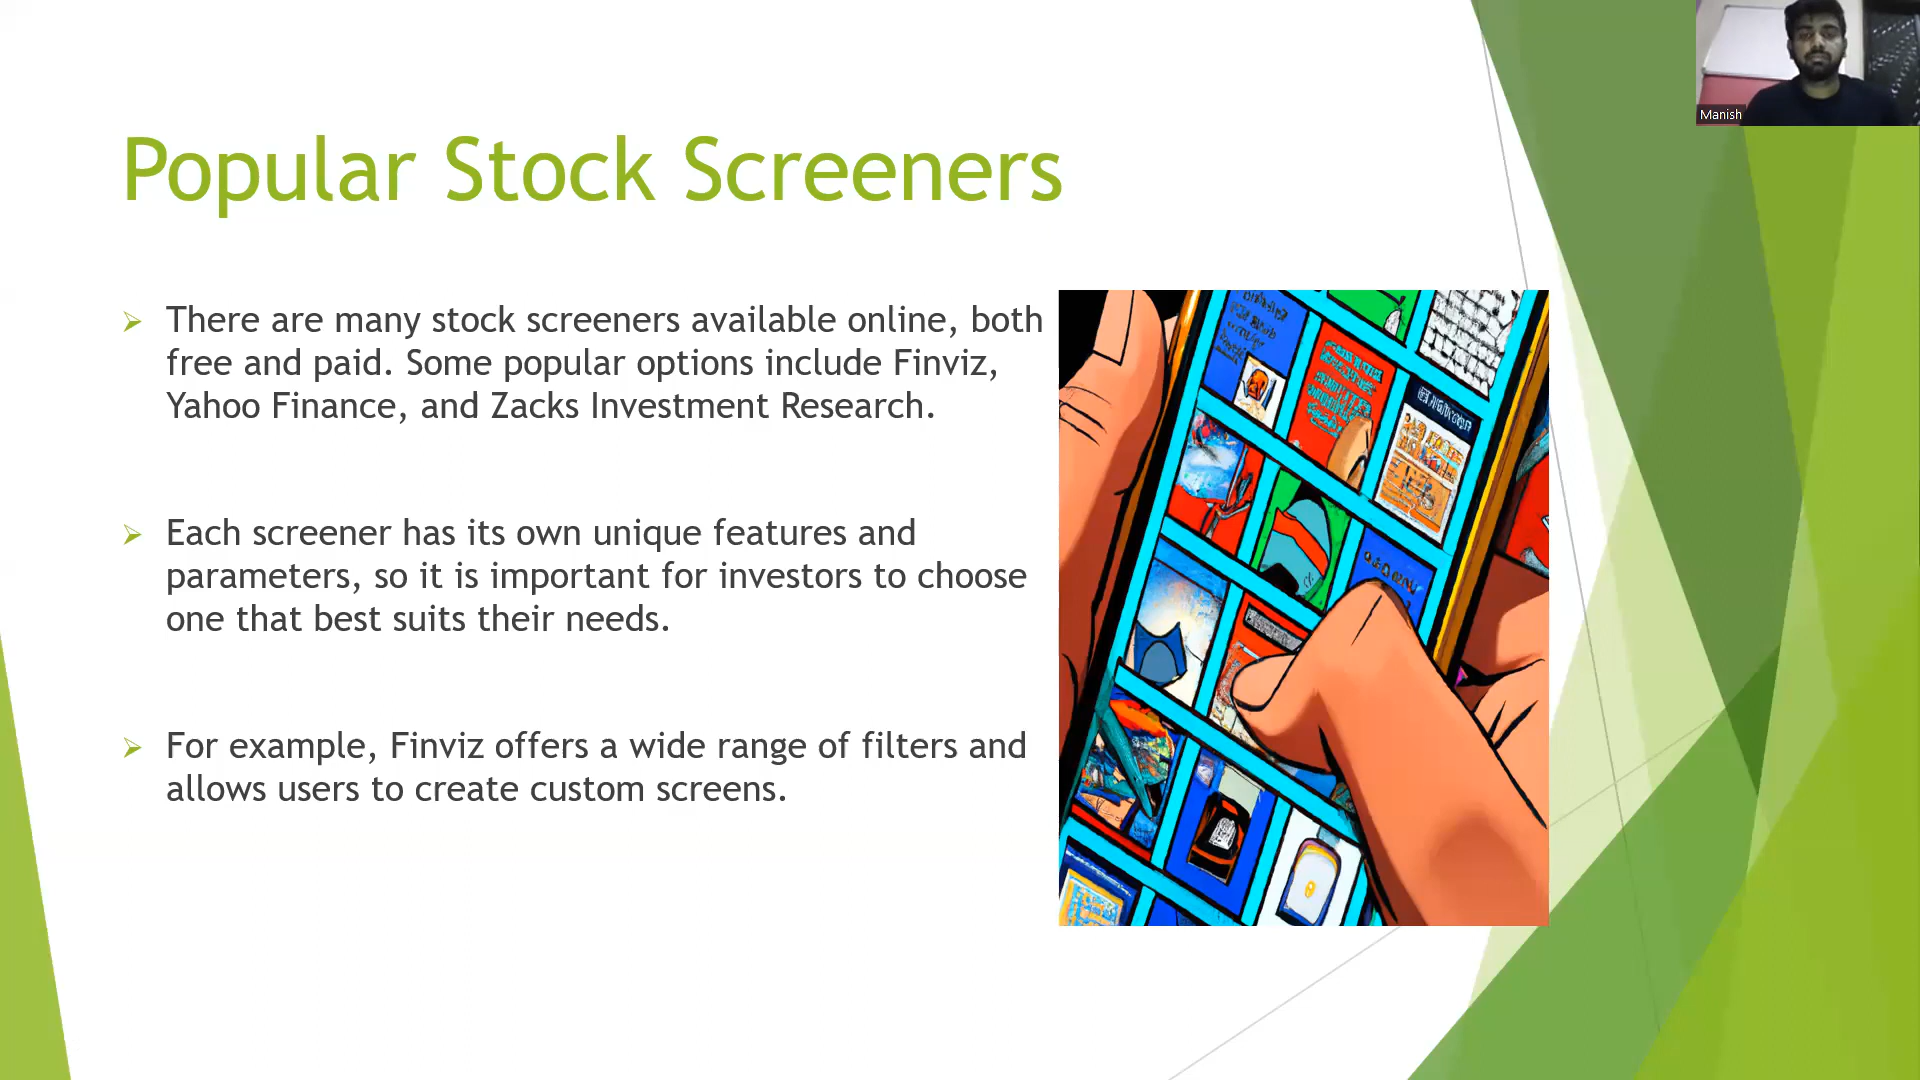 Popular Stock Screeners
There are many stock screeners available online, both
free and paid. Some popular options include Finviz,
Yahoo Finance, and Zacks Investment Research.
Each screener has its own unique features and
parameters, so it is important for investors to choose
one that best suits their needs.
For example, Finviz offers a wide range of filters and
allows users to create custom screens.
Manish